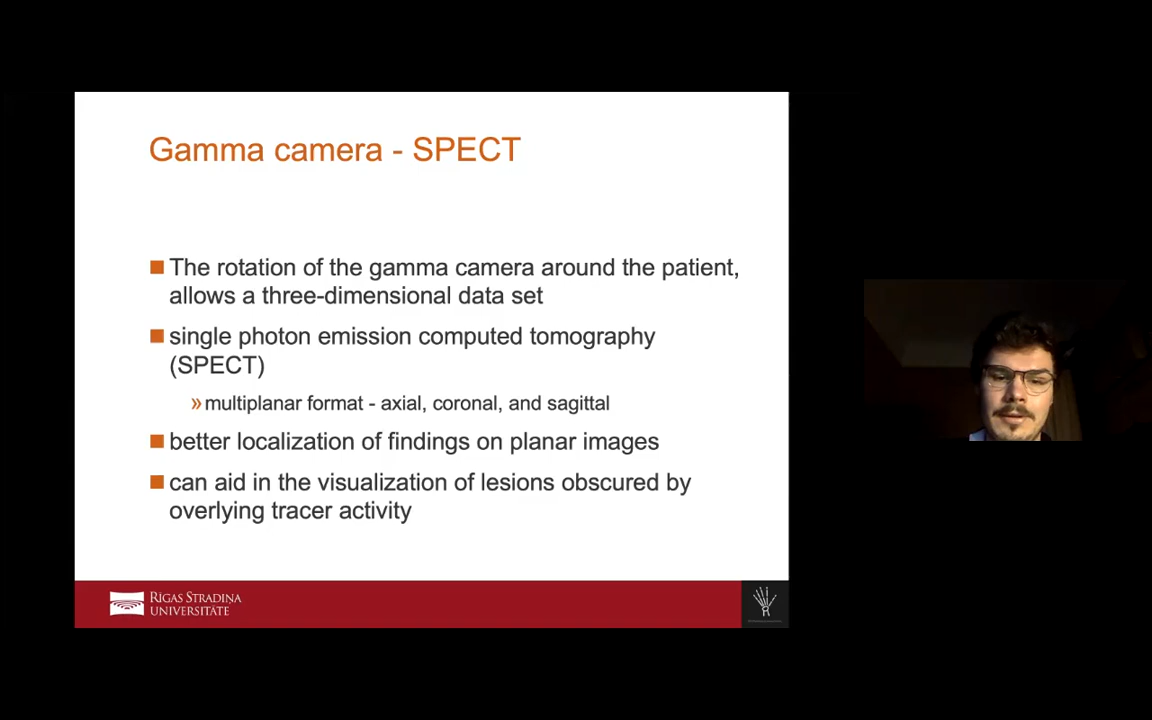 Gamma camera - SPECT
The rotation of the gamma camera around the patient,
allows a three-dimensional data set
single photon emission computed tomography
(SPECT)
» multiplanar format - axial, coronal, and sagittal
better localization of findings on planar images
can aid in the visualization of lesions obscured by
overlying tracer activity
RĪGAS STRADIŅA
UNIVERSITĀTE